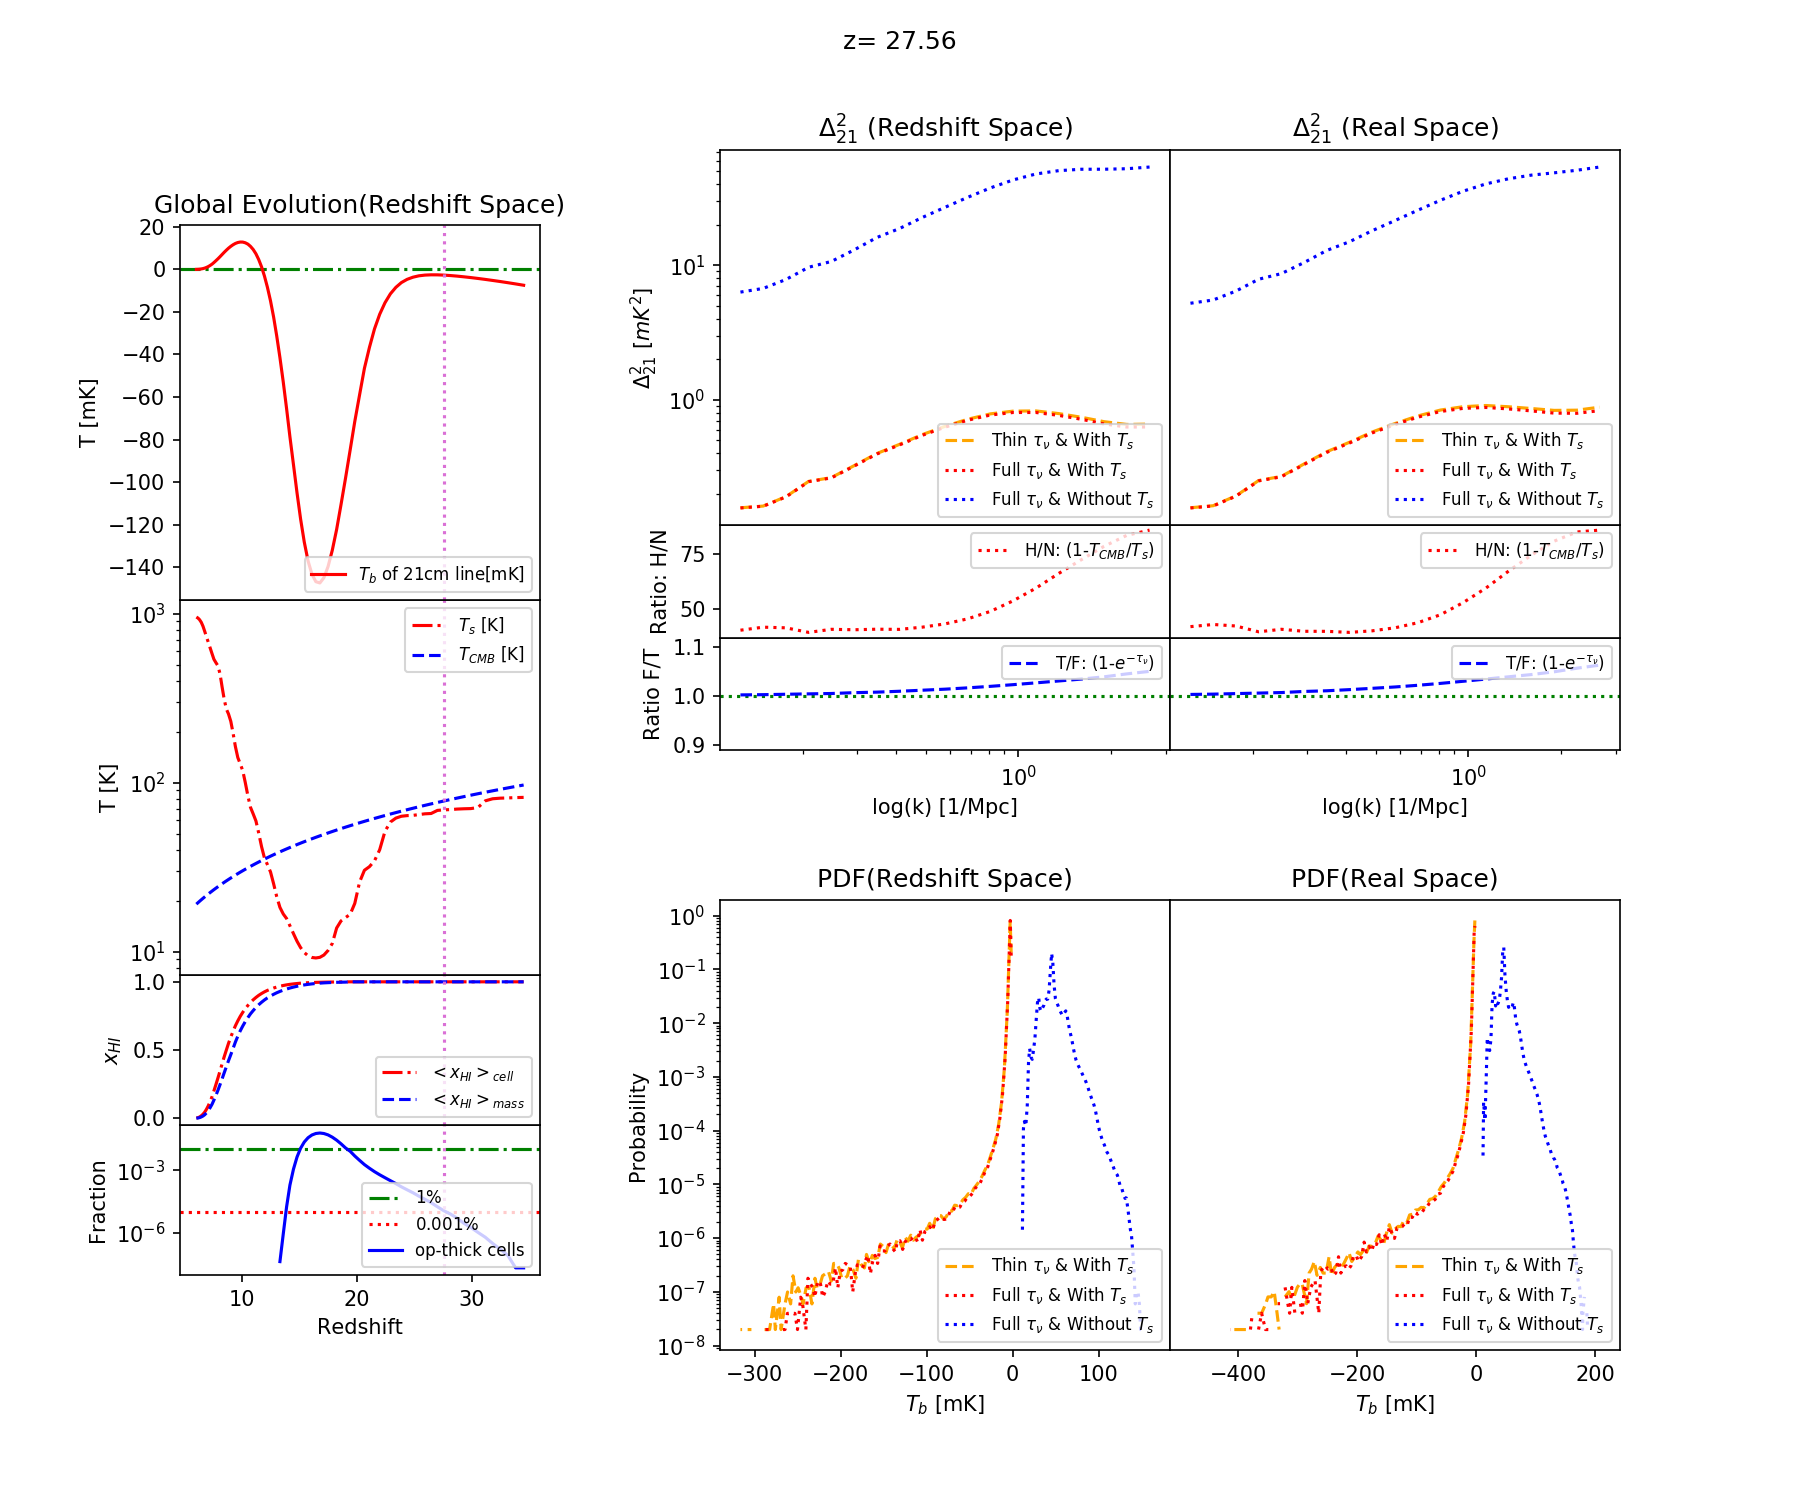 z= 27.56
Global Evolution(Redshift Space)
20
0
−20
−40
−60
−80
−100
−120
−140
T [mK]
T_b of 21cm line[mK]
10^3
10^2
10^1
T [K]
T_s [K]
T_CMB [K]
1.0
0.5
0.0
x_HI
< x_HI >_cell
< x_HI >_mass
10^−3
10^−6
Fraction
1%
0.001%
op-thick cells
10 20 30
Redshift
Δ^2_21 (Redshift Space)
Δ^2_21 (Real Space)
10^1
10^0
Δ^2_21 [mK^2]
Thin τ_ν & With T_s
Full τ_ν & With T_s
Full τ_ν & Without T_s
Thin τ_ν & With T_s
Full τ_ν & With T_s
Full τ_ν & Without T_s
75
50
Ratio: H/N
H/N: (1-T_CMB/T_s)
H/N: (1-T_CMB/T_s)
1.1
1.0
0.9
Ratio F/T
T/F: (1-e^−τ_ν)
T/F: (1-e^−τ_ν)
10^0
10^0
log(k) [1/Mpc]
log(k) [1/Mpc]
PDF(Redshift Space)
PDF(Real Space)
10^0
10^−1
10^−2
10^−3
10^−4
10^−5
10^−6
10^−7
10^−8
Probability
Thin τ_ν & With T_s
Full τ_ν & With T_s
Full τ_ν & Without T_s
Thin τ_ν & With T_s
Full τ_ν & With T_s
Full τ_ν & Without T_s
−300 −200 −100 0 100
−400 −200 0 200
T_b [mK]
T_b [mK]